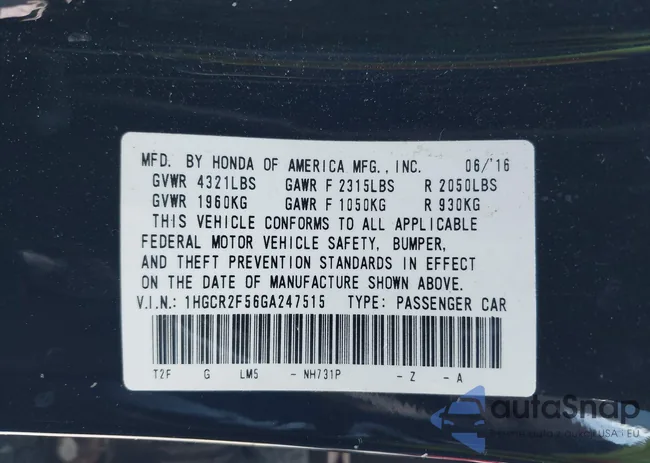 MFD. BY HONDA OF AMERICA MFG., INC. 06/'16
GVWR 4321LBS GAWR F 2315LBS R 2050LBS
GVWR 1960KG GAWR F 1050KG R 930KG
THIS VEHICLE CONFORMS TO ALL APPLICABLE
FEDERAL MOTOR VEHICLE SAFETY, BUMPER,
AND THEFT PREVENTION STANDARDS IN EFFECT
ON THE DATE OF MANUFACTURE SHOWN ABOVE.
V.I.N.: 1HGCR2F56GA247515 TYPE: PASSENGER CAR
T2F G LM5 - NH731P - Z - A
autoSnap
USA EU